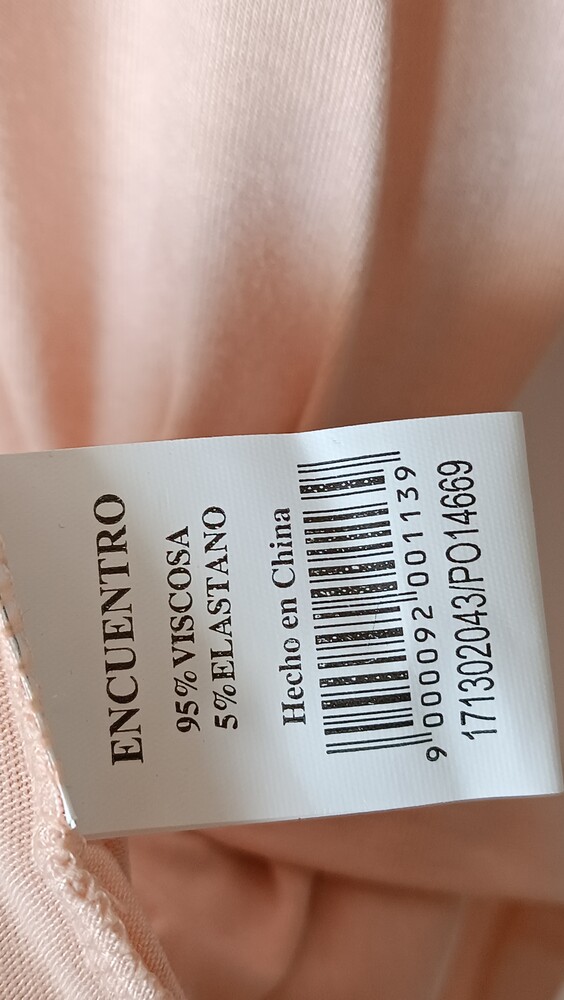 ENCUENTRO
95% VISCOSA
5% ELASTANO
Hecho en China
9 000092 001139
171302043/PO14669